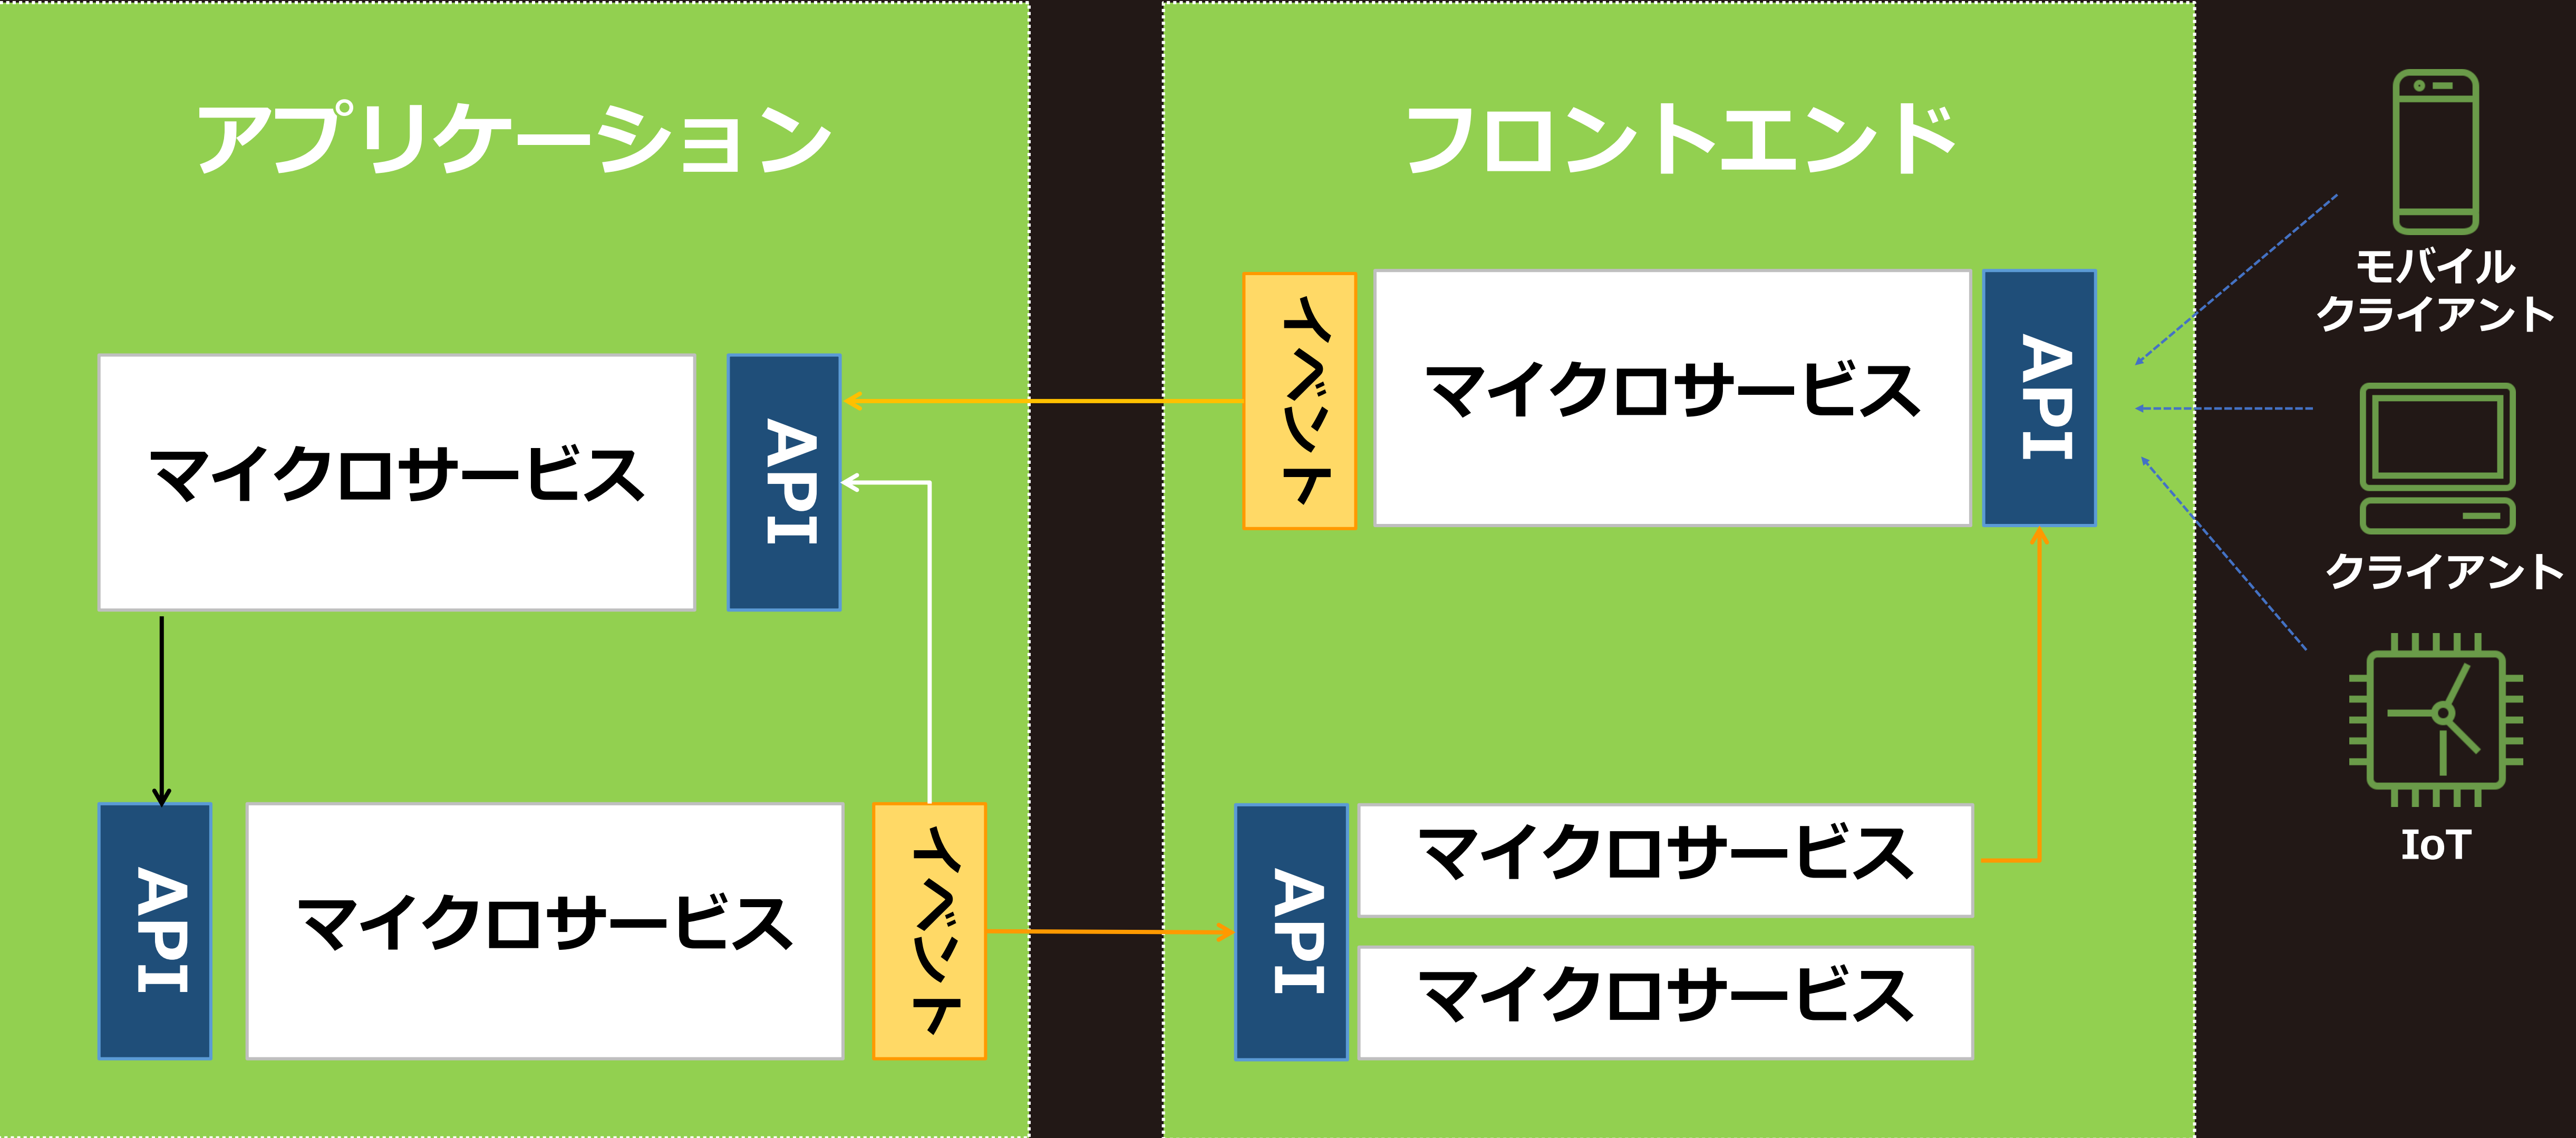 アプリケーション
マイクロサービス
API
API
マイクロサービス
イベント
フロントエンド
イベント
マイクロサービス
API
API
マイクロサービス
マイクロサービス
モバイル
クライアント
クライアント
IoT